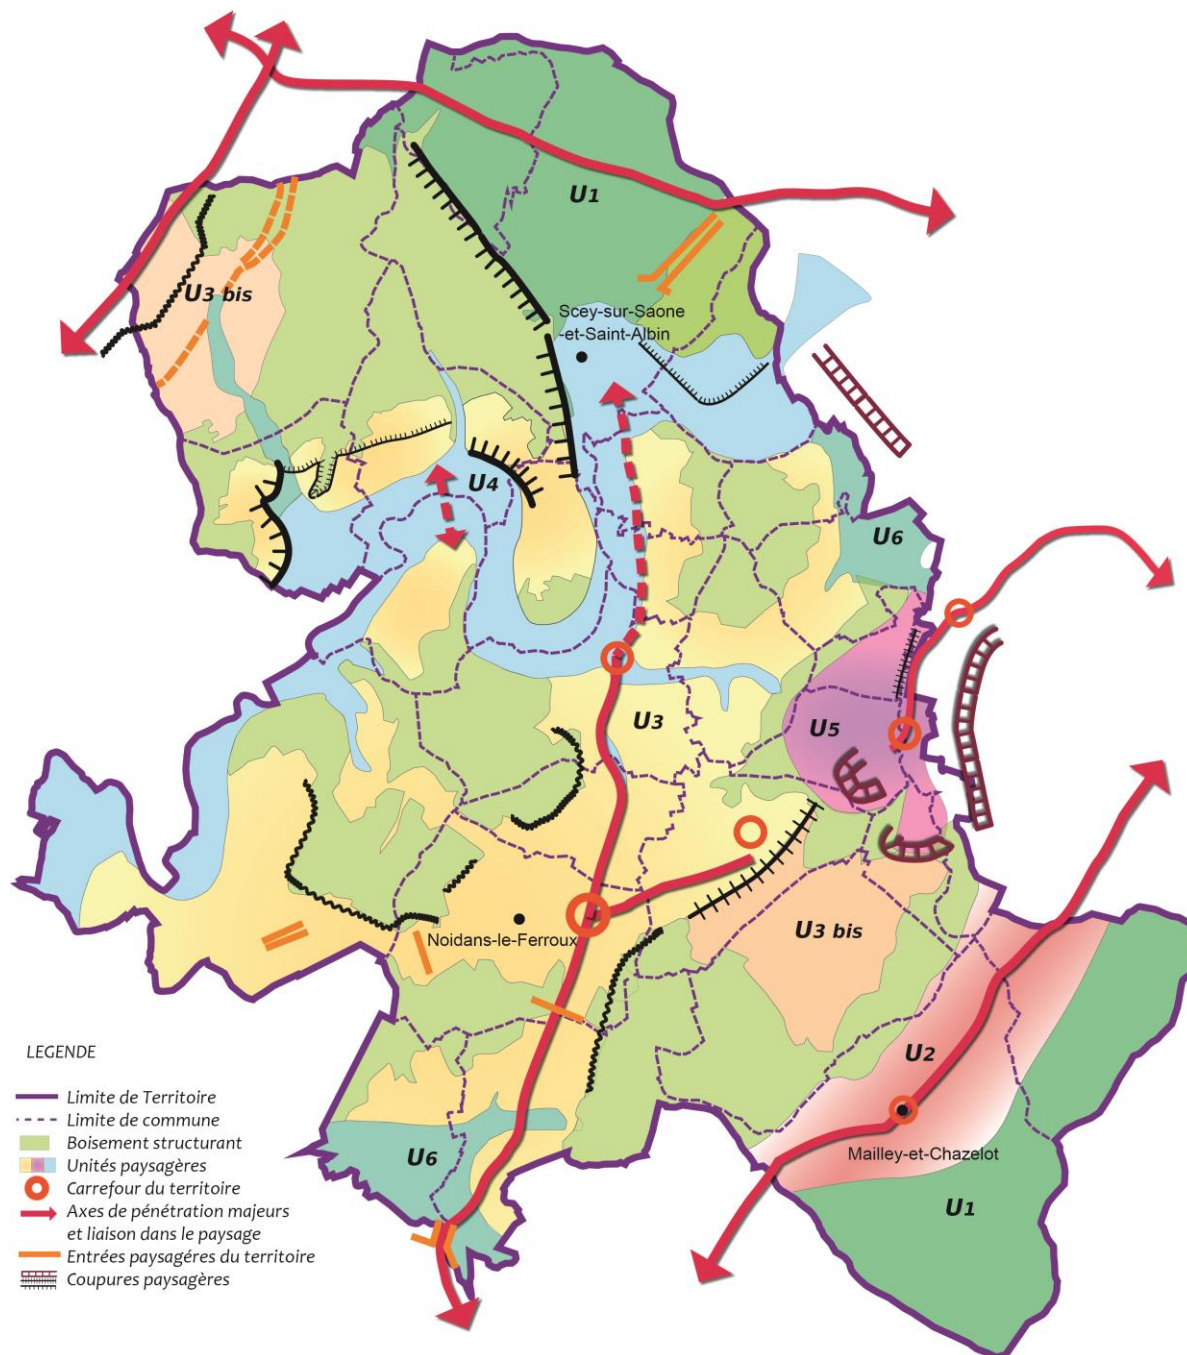 U1
Scey-sur-Saone
-et-Saint-Albin
U3 bis
U4
U6
U3
U5
Noidans-le-Ferroux
U3 bis
U2
Mailley-et-Chazelot
U6
U1
LEGENDE
Limite de Territoire
Limite de commune
Boisement structurant
Unités paysagères
Carrefour du territoire
Axes de pénétration majeurs
et liaison dans le paysage
Entrées paysagéres du territoire
Coupures paysagères